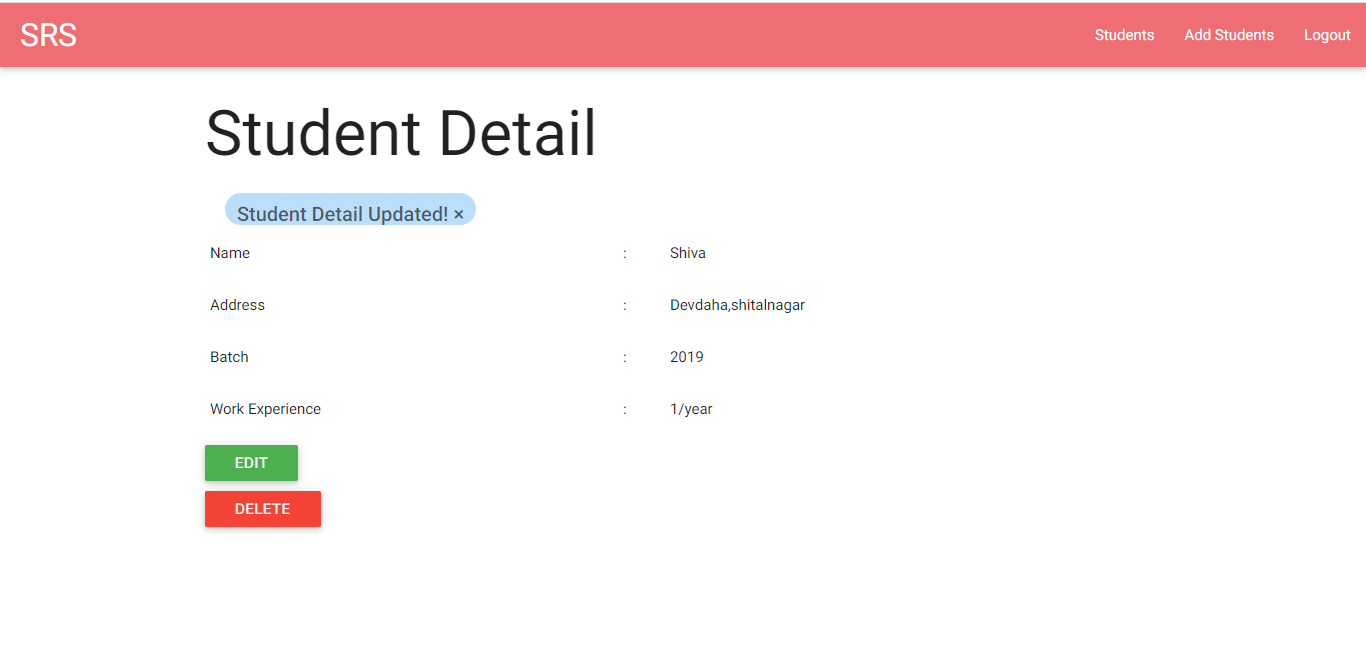 SRS Students Add Students Logout
Student Detail
Student Detail Updated! ×
Name : Shiva
Address : Devdaha,shitalnagar
Batch : 2019
Work Experience : 1/year
EDIT
DELETE